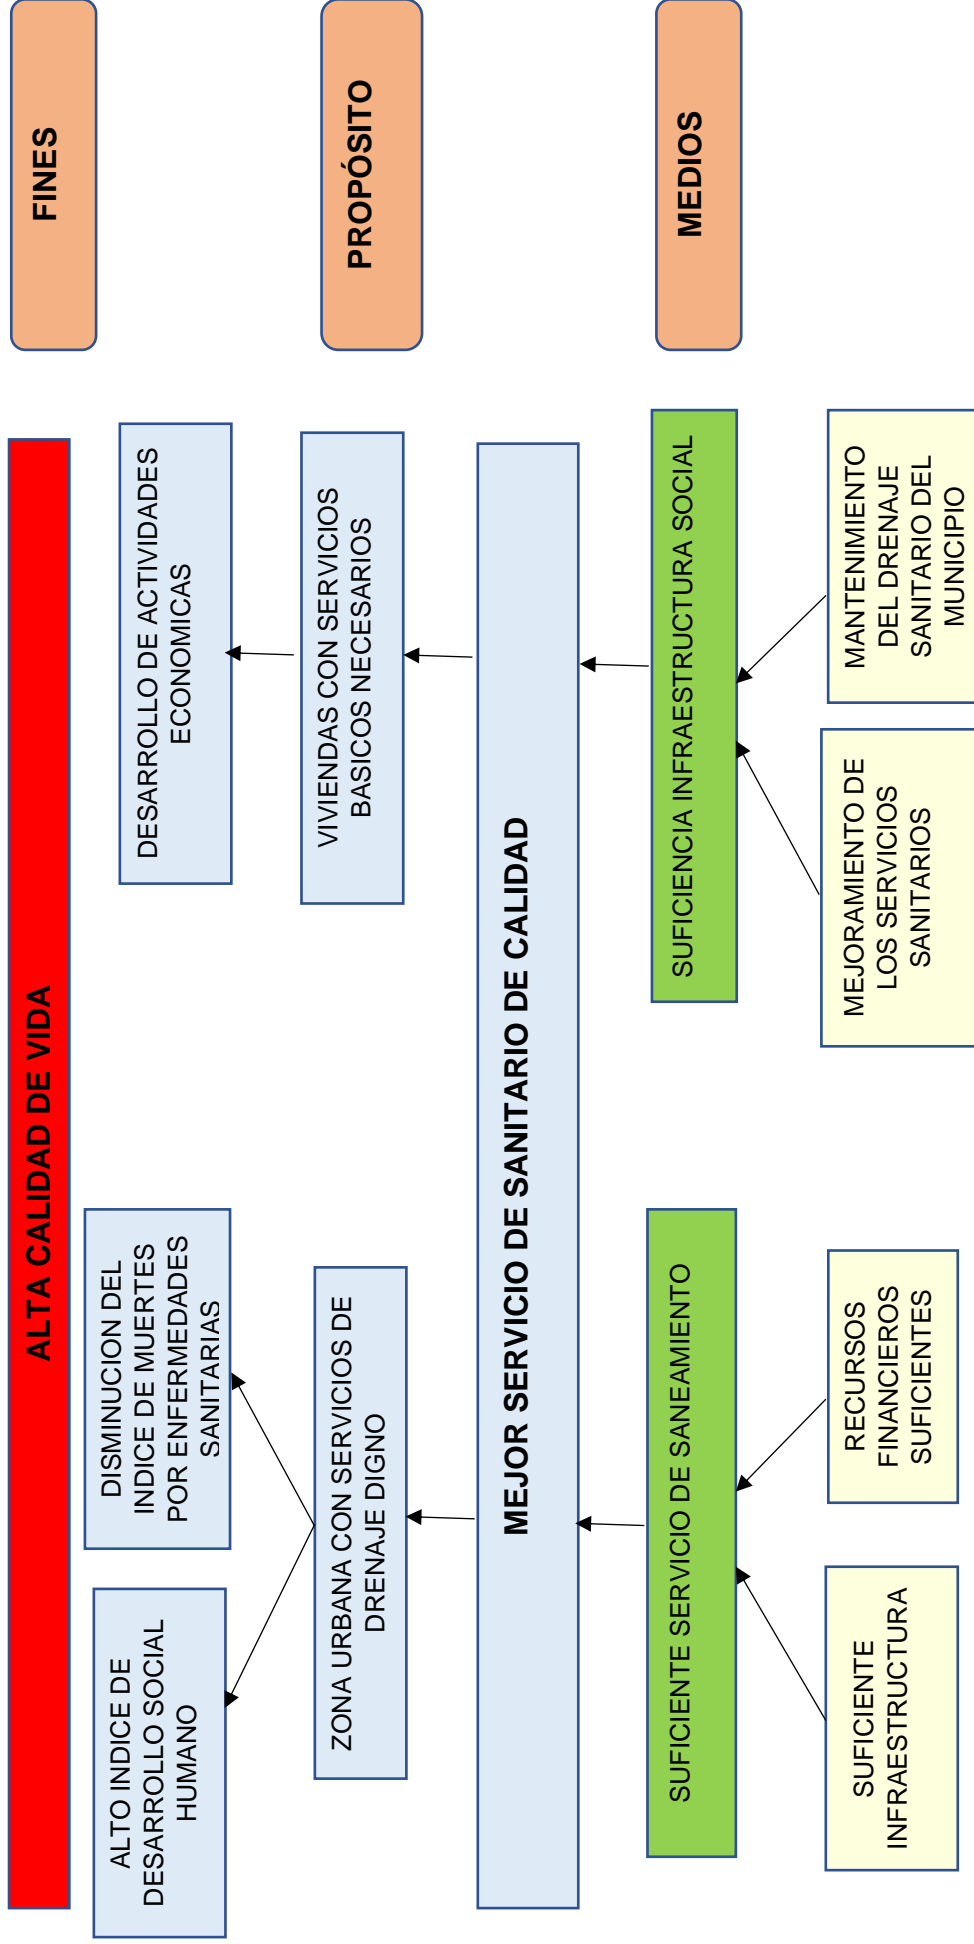 ALTA CALIDAD DE VIDA
FINES
ALTO INDICE DE
DESARROLLO SOCIAL
HUMANO
DISMINUCION DEL
INDICE DE MUERTES
POR ENFERMEDADES
SANITARIAS
DESARROLLO DE ACTIVIDADES
ECONOMICAS
ZONA URBANA CON SERVICIOS DE
DRENAJE DIGNO
VIVIENDAS CON SERVICIOS
BASICOS NECESARIOS
PROPÓSITO
MEJOR SERVICIO DE SANITARIO DE CALIDAD
SUFICIENTE SERVICIO DE SANEAMIENTO
SUFICIENCIA INFRAESTRUCTURA SOCIAL
MEDIOS
SUFICIENTE
INFRAESTRUCTURA
RECURSOS
FINANCIEROS
SUFICIENTES
MEJORAMIENTO DE
LOS SERVICIOS
SANITARIOS
MANTENIMIENTO
DEL DRENAJE
SANITARIO DEL
MUNICIPIO